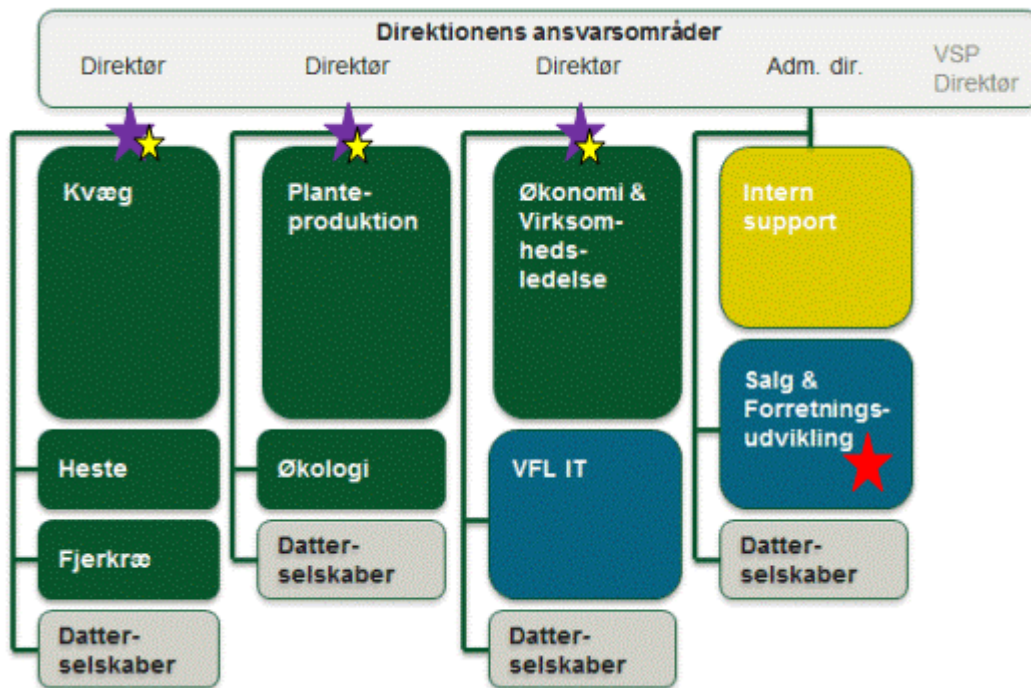 Direktionens ansvarsområder
Direktør
Direktør
Direktør
Adm. dir.
VSP
Direktør
Kvæg
Heste
Fjerkræ
Datter-
selskaber
Plante-
produktion
Økologi
Datter-
selskaber
Økonomi &
Virksom-
heds-
ledelse
VFL IT
Datter-
selskaber
Intern
support
Salg &
Forretnings-
udvikling
Datter-
selskaber